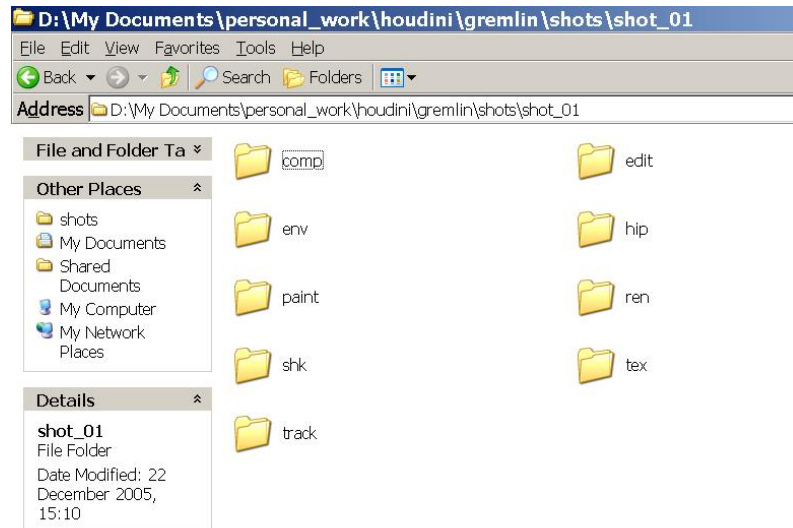 D:\My Documents\personal_work\houdini\gremlin\shots\shot_01
File Edit View Favorites Tools Help
Back Search Folders
Address D:\My Documents\personal_work\houdini\gremlin\shots\shot_01
File and Folder Ta
Other Places
shots
My Documents
Shared
Documents
My Computer
My Network
Places
Details
shot_01
File Folder
Date Modified: 22
December 2005,
15:10
comp edit
env hip
paint ren
shk tex
track